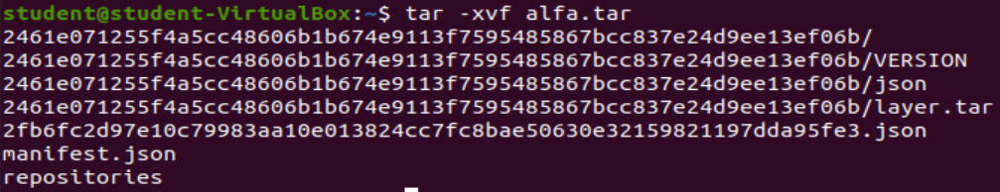 student@student-VirtualBox:~$ tar -xvf alfa.tar
2461e071255f4a5cc48606b1b674e9113f7595485867bcc837e24d9ee13ef06b/
2461e071255f4a5cc48606b1b674e9113f7595485867bcc837e24d9ee13ef06b/VERSION
2461e071255f4a5cc48606b1b674e9113f7595485867bcc837e24d9ee13ef06b/json
2461e071255f4a5cc48606b1b674e9113f7595485867bcc837e24d9ee13ef06b/layer.tar
2fb6fc2d97e10c79983aa10e013824cc7fc8bae50630e32159821197dda95fe3.json
manifest.json
repositories